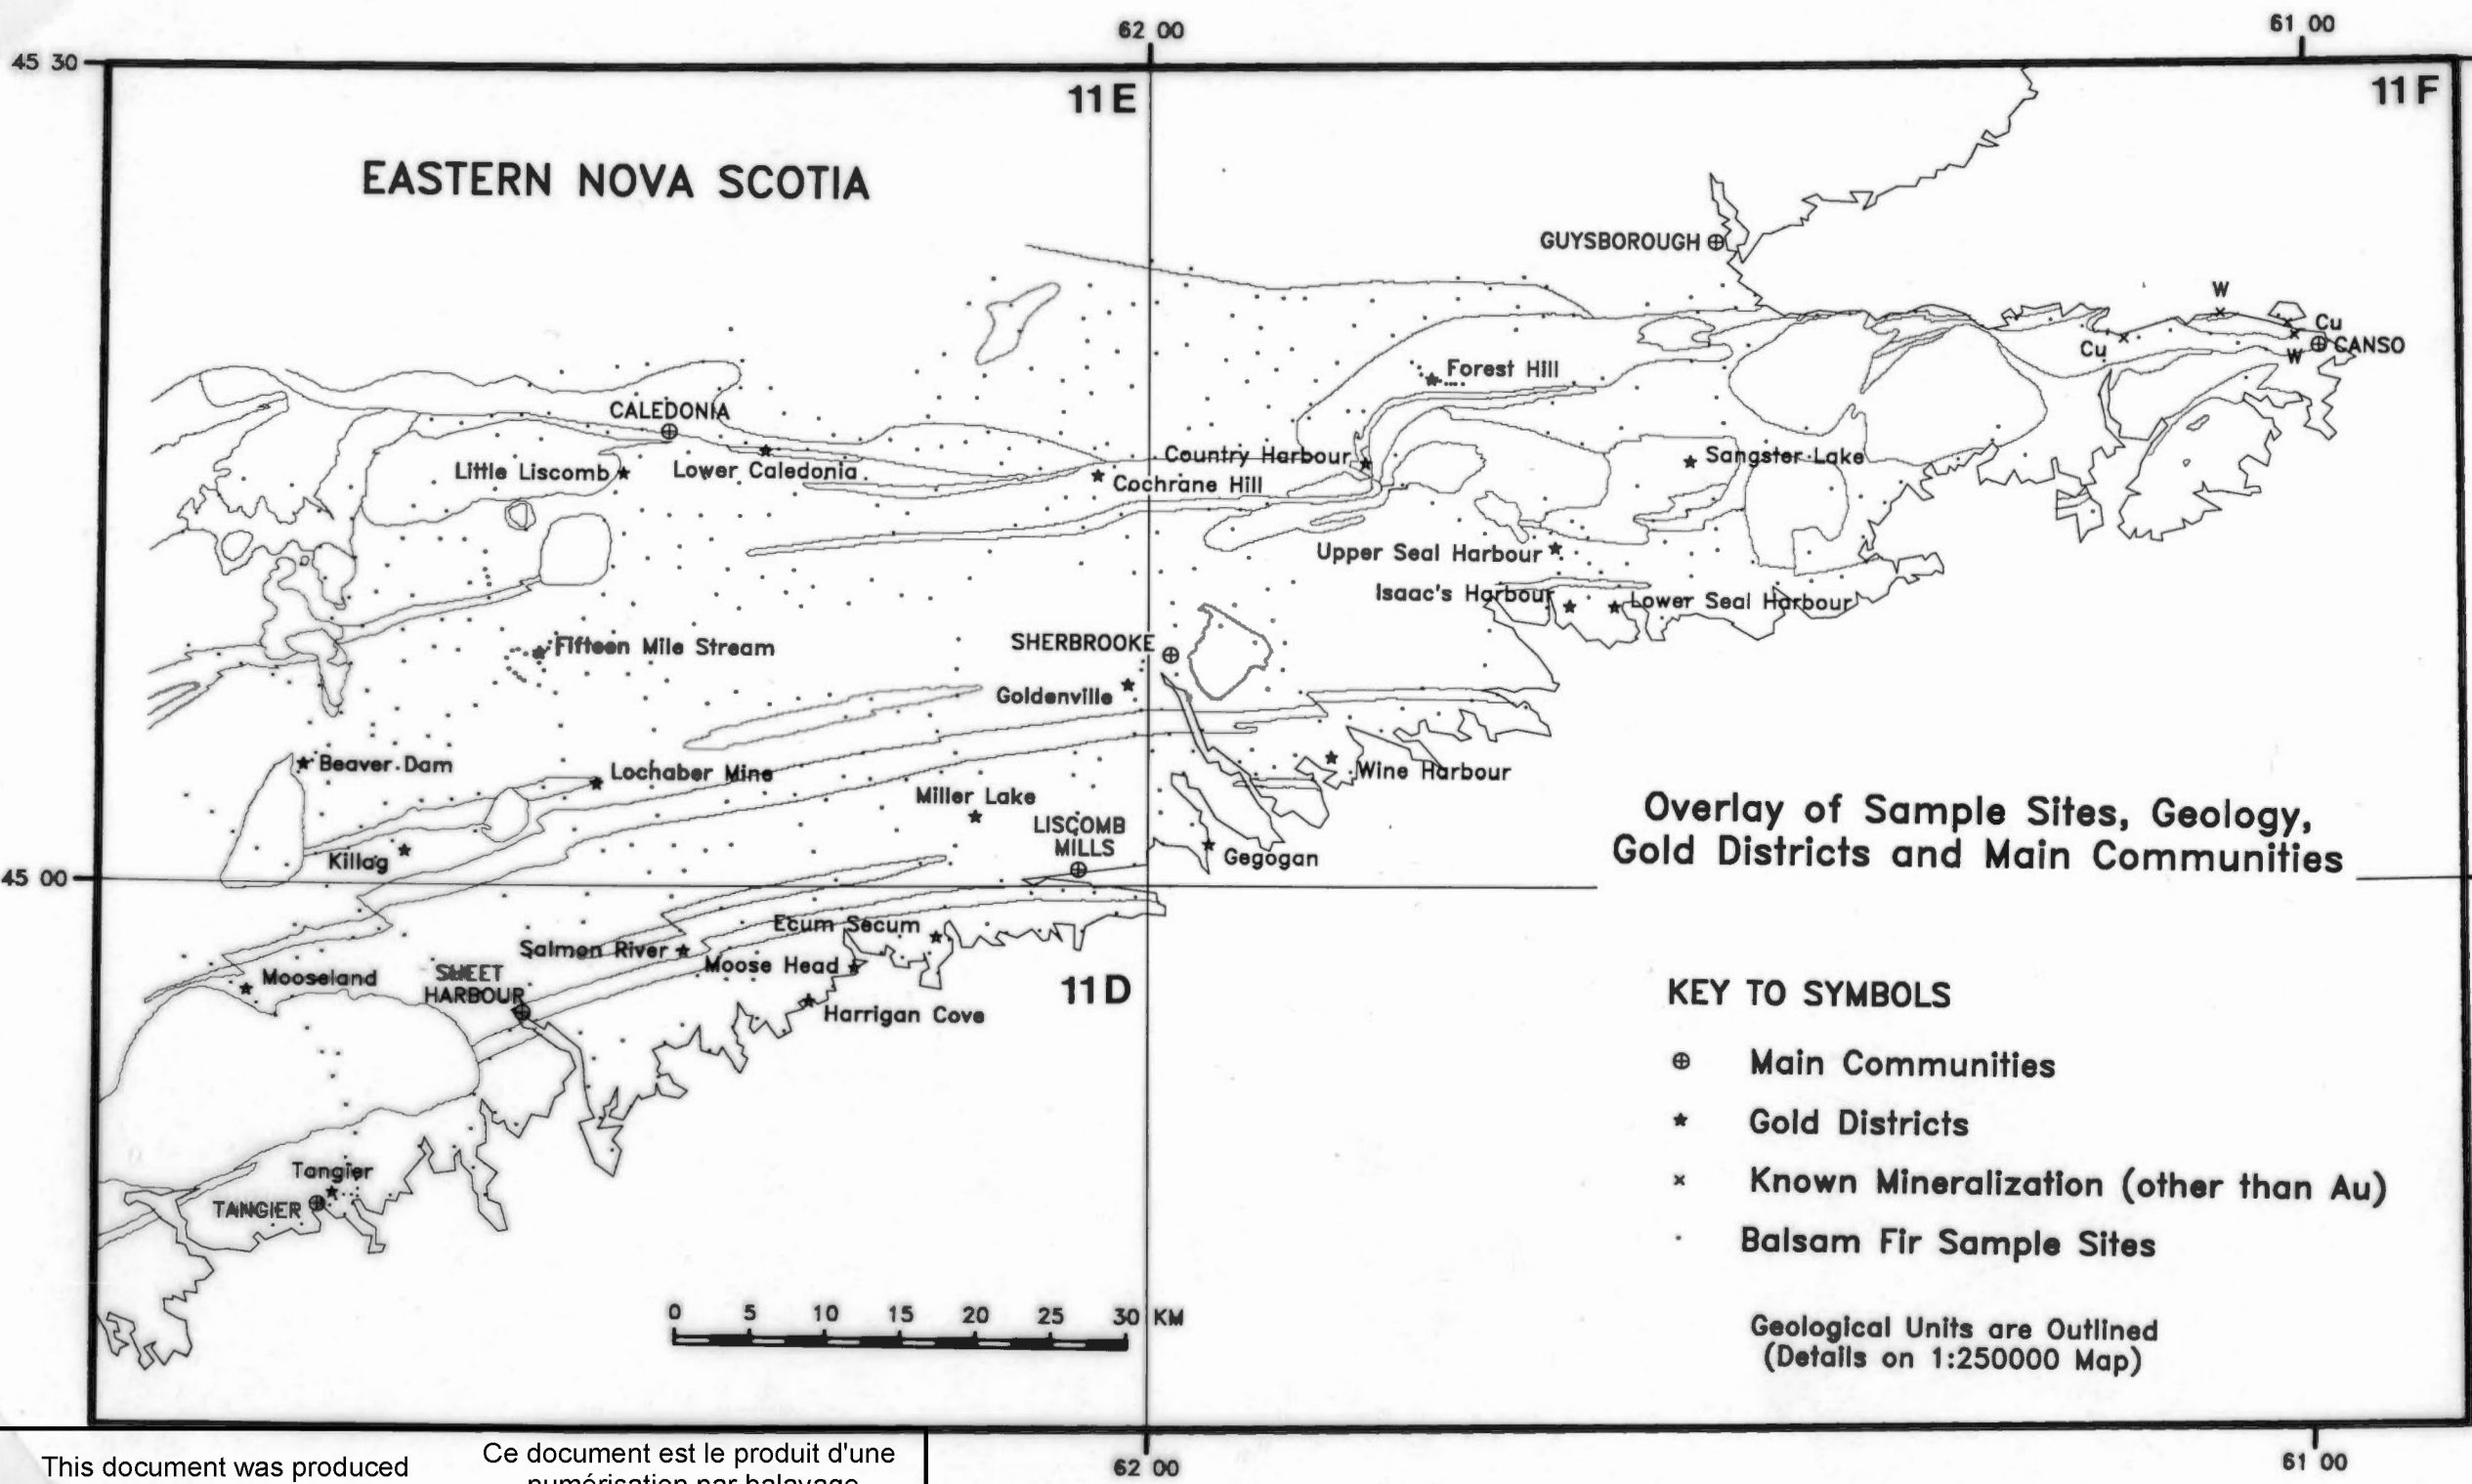 62 00
61 00
45 30
11E
11F
EASTERN NOVA SCOTIA
GUYSBOROUGH
W
Cu
Cu
CANSO
W
Forest Hill
CALEDONIA
Country Harbour
Sangster Lake
Little Liscomb
Lower Caledonia
Cochrane Hill
Upper Seal Harbour
Isaac's Harbour
Lower Seal Harbour
Fifteen Mile Stream
SHERBROOKE
Goldenville
Beaver Dam
Lochaber Mine
Wine Harbour
Miller Lake
LISCOMB
MILLS
Killag
Gegogan
Overlay of Sample Sites, Geology,
Gold Districts and Main Communities
45 00
Ecum Secum
Salmon River
Moose Head
Mooseland
SHEET
HARBOUR
11D
Harrigan Cove
KEY TO SYMBOLS
Main Communities
Gold Districts
Known Mineralization (other than Au)
Balsam Fir Sample Sites
Geological Units are Outlined
(Details on 1:250000 Map)
Tangier
TANGIER
0 5 10 15 20 25 30 KM
62 00
61 00
This document was produced
Ce document est le produit d'une
numérisation par balayage